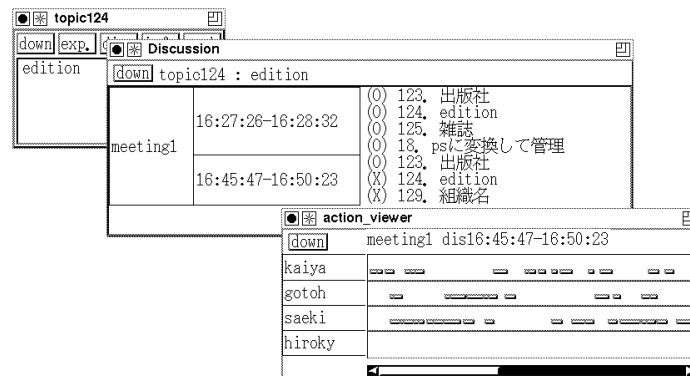 topic124
down exp.
edition
Discussion
down topic124 : edition
meeting1
16:27:26-16:28:32
(O) 123. 出版社
(O) 124. edition
(O) 125. 雑誌
(O) 18. psに変換して管理
16:45:47-16:50:23
(O) 123. 出版社
(X) 124. edition
(X) 129. 組織名
action_viewer
down meeting1 dis16:45:47-16:50:23
kaiya
gotoh
saeki
hiroky